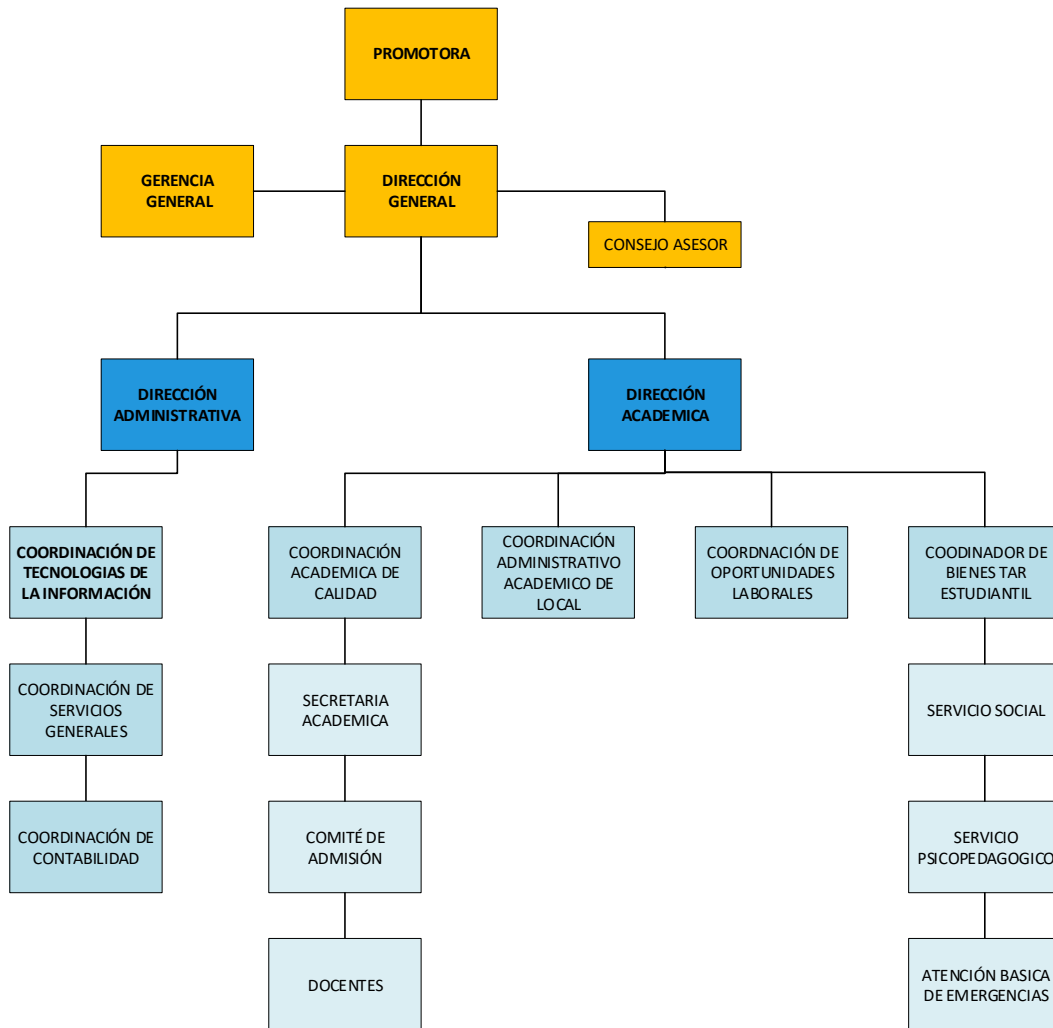 PROMOTORA
GERENCIA
GENERAL
DIRECCIÓN
GENERAL
CONSEJO ASESOR
DIRECCIÓN
ADMINISTRATIVA
DIRECCIÓN
ACADEMICA
COORDINACIÓN DE
TECNOLOGIAS DE
LA INFORMACIÓN
COORDINACIÓN
ACADEMICA DE
CALIDAD
COORDINACIÓN
ADMINISTRATIVO
ACADEMICO DE
LOCAL
COORDNACIÓN DE
OPORTUNIDADES
LABORALES
COODINADOR DE
BIENES TAR
ESTUDIANTIL
COORDINACIÓN DE
SERVICIOS
GENERALES
SECRETARIA
ACADEMICA
SERVICIO SOCIAL
COORDINACIÓN DE
CONTABILIDAD
COMITÉ DE
ADMISIÓN
SERVICIO
PSICOPEDAGOGICO
DOCENTES
ATENCIÓN BASICA
DE EMERGENCIAS